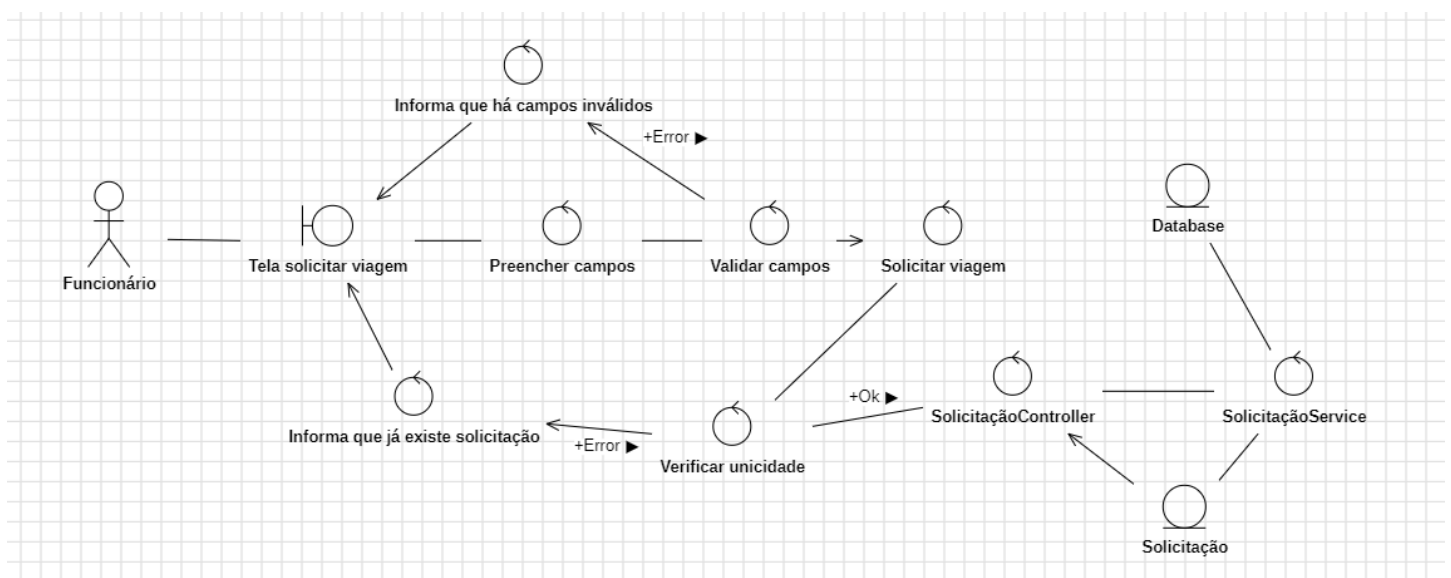 Informa que há campos inválidos
+Error ▶
Database
Funcionário
Tela solicitar viagem
Preencher campos
Validar campos
Solicitar viagem
+Ok ▶
SolicitaçãoController
SolicitaçãoService
Informa que já existe solicitação
+Error ▶
Verificar unicidade
Solicitação